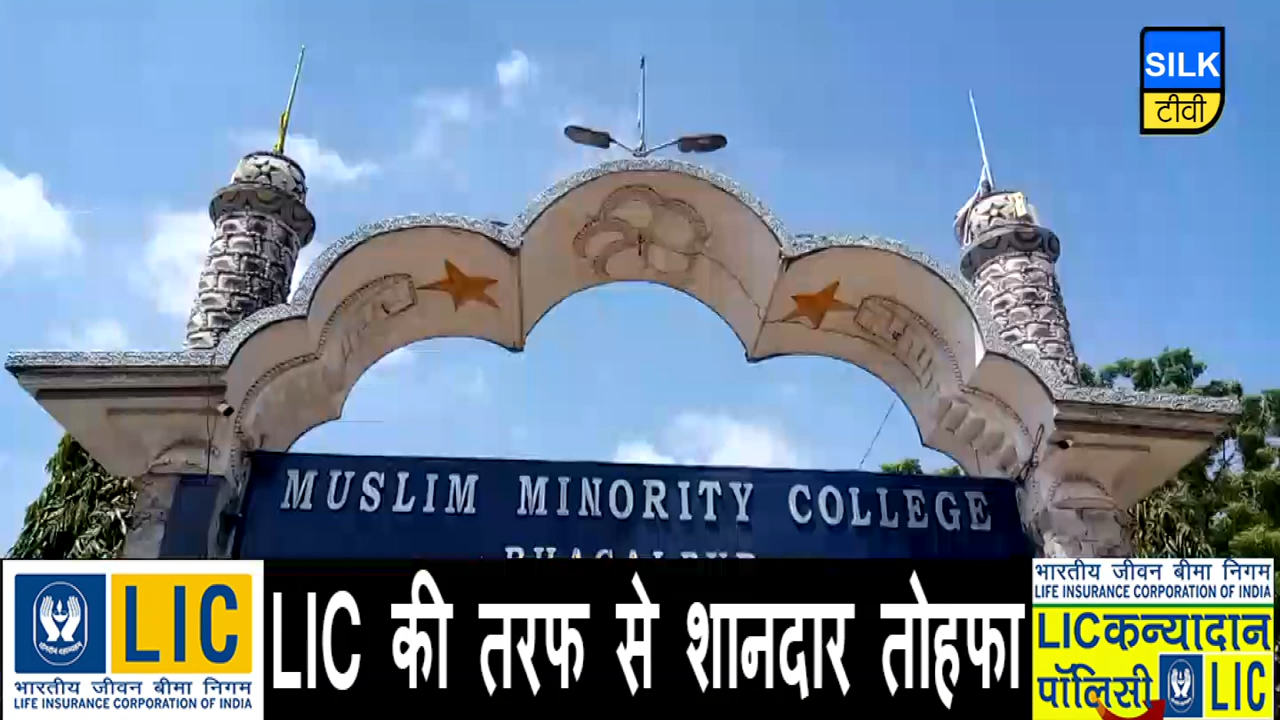 SILK
टीवी
MUSLIM MINORITY COLLEGE
BHAGALPUR
LIC
भारतीय जीवन बीमा निगम
LIFE INSURANCE CORPORATION OF INDIA
LIC की तरफ से शानदार तोहफा
भारतीय जीवन बीमा निगम
LIFE INSURANCE CORPORATION OF INDIA
LICकन्यादान
पॉलिसी
LIC